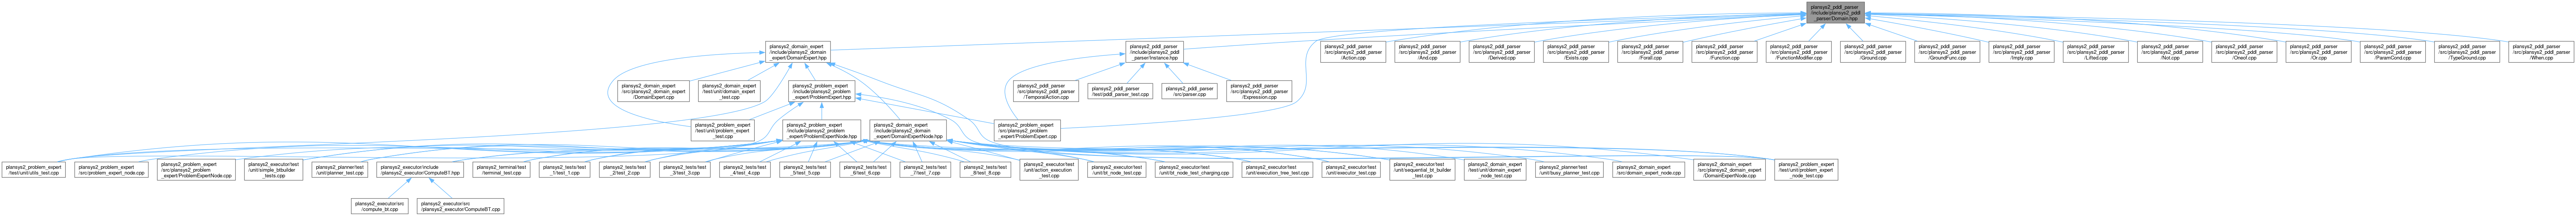 plansys2_pddl_parser
/include/plansys2_pddl
_parser/Domain.hpp
plansys2_domain_expert
/include/plansys2_domain
_expert/DomainExpert.hpp
plansys2_pddl_parser
/include/plansys2_pddl
_parser/Instance.hpp
plansys2_pddl_parser
/src/plansys2_pddl_parser
/Action.cpp
plansys2_pddl_parser
/src/plansys2_pddl_parser
/And.cpp
plansys2_pddl_parser
/src/plansys2_pddl_parser
/Derived.cpp
plansys2_pddl_parser
/src/plansys2_pddl_parser
/Exists.cpp
plansys2_pddl_parser
/src/plansys2_pddl_parser
/Forall.cpp
plansys2_pddl_parser
/src/plansys2_pddl_parser
/Function.cpp
plansys2_pddl_parser
/src/plansys2_pddl_parser
/FunctionModifier.cpp
plansys2_pddl_parser
/src/plansys2_pddl_parser
/Ground.cpp
plansys2_pddl_parser
/src/plansys2_pddl_parser
/GroundFunc.cpp
plansys2_pddl_parser
/src/plansys2_pddl_parser
/Imply.cpp
plansys2_pddl_parser
/src/plansys2_pddl_parser
/Lifted.cpp
plansys2_pddl_parser
/src/plansys2_pddl_parser
/Not.cpp
plansys2_pddl_parser
/src/plansys2_pddl_parser
/Oneof.cpp
plansys2_pddl_parser
/src/plansys2_pddl_parser
/Or.cpp
plansys2_pddl_parser
/src/plansys2_pddl_parser
/ParamCond.cpp
plansys2_pddl_parser
/src/plansys2_pddl_parser
/TypeGround.cpp
plansys2_pddl_parser
/src/plansys2_pddl_parser
/When.cpp
plansys2_domain_expert
/src/plansys2_domain_expert
/DomainExpert.cpp
plansys2_domain_expert
/test/unit/domain_expert
_test.cpp
plansys2_problem_expert
/include/plansys2_problem
_expert/ProblemExpert.hpp
plansys2_pddl_parser
/src/plansys2_pddl_parser
/TemporalAction.cpp
plansys2_pddl_parser
/test/pddl_parser_test.cpp
plansys2_pddl_parser
/src/parser.cpp
plansys2_pddl_parser
/src/plansys2_pddl_parser
/Expression.cpp
plansys2_problem_expert
/test/unit/problem_expert
_test.cpp
plansys2_problem_expert
/include/plansys2_problem
_expert/ProblemExpertNode.hpp
plansys2_domain_expert
/include/plansys2_domain
_expert/DomainExpertNode.hpp
plansys2_problem_expert
/src/plansys2_problem
_expert/ProblemExpert.cpp
plansys2_problem_expert
/test/unit/utils_test.cpp
plansys2_problem_expert
/src/problem_expert_node.cpp
plansys2_problem_expert
/src/plansys2_problem
_expert/ProblemExpertNode.cpp
plansys2_executor/test
/unit/simple_btbuilder
_tests.cpp
plansys2_planner/test
/unit/planner_test.cpp
plansys2_executor/include
/plansys2_executor/ComputeBT.hpp
plansys2_terminal/test
/terminal_test.cpp
plansys2_tests/test
_1/test_1.cpp
plansys2_tests/test
_2/test_2.cpp
plansys2_tests/test
_3/test_3.cpp
plansys2_tests/test
_4/test_4.cpp
plansys2_tests/test
_5/test_5.cpp
plansys2_tests/test
_6/test_6.cpp
plansys2_tests/test
_7/test_7.cpp
plansys2_tests/test
_8/test_8.cpp
plansys2_executor/test
/unit/action_execution
_test.cpp
plansys2_executor/test
/unit/bt_node_test.cpp
plansys2_executor/test
/unit/bt_node_test_charging.cpp
plansys2_executor/test
/unit/execution_tree_test.cpp
plansys2_executor/test
/unit/executor_test.cpp
plansys2_executor/test
/unit/sequential_bt_builder
_test.cpp
plansys2_domain_expert
/test/unit/domain_expert
_node_test.cpp
plansys2_planner/test
/unit/busy_planner_test.cpp
plansys2_domain_expert
/src/domain_expert_node.cpp
plansys2_domain_expert
/src/plansys2_domain_expert
/DomainExpertNode.cpp
plansys2_problem_expert
/test/unit/problem_expert
_node_test.cpp
plansys2_executor/src
/compute_bt.cpp
plansys2_executor/src
/plansys2_executor/ComputeBT.cpp